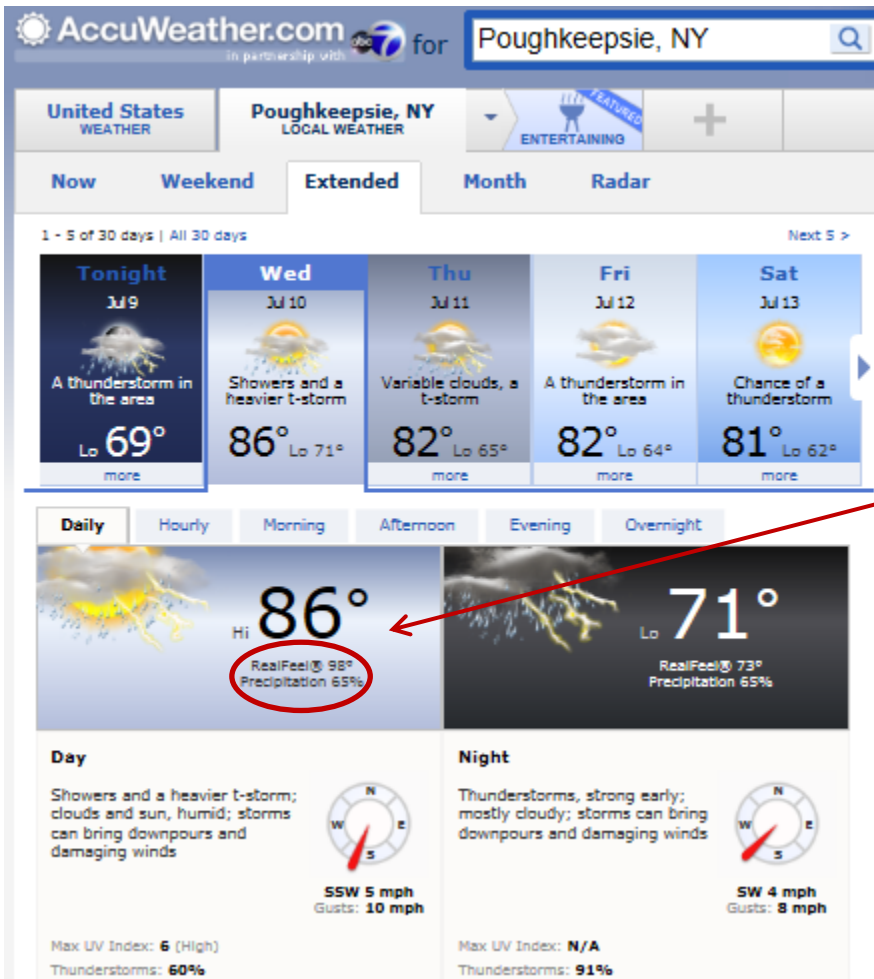 AccuWeather.com
in partnership with abc 7 for
Poughkeepsie, NY
United States
WEATHER
Poughkeepsie, NY
LOCAL WEATHER
FEATURED
ENTERTAINING
Now Weekend Extended Month Radar
1 - 5 of 30 days | All 30 days
Next 5 >
Tonight
Jul 9
A thunderstorm in
the area
Lo 69°
more
Wed
Jul 10
Showers and a
heavier t-storm
86° Lo 71°
Thu
Jul 11
Variable clouds, a
t-storm
82° Lo 65°
more
Fri
Jul 12
A thunderstorm in
the area
82° Lo 64°
more
Sat
Jul 13
Chance of a
thunderstorm
81° Lo 62°
more
Daily Hourly Morning Afternoon Evening Overnight
Hi 86°
RealFeel® 98°
Precipitation 65%
Lo 71°
RealFeel® 73°
Precipitation 65%
Day
Showers and a heavier t-storm;
clouds and sun, humid; storms
can bring downpours and
damaging winds
N
W E
S
SSW 5 mph
Gusts: 10 mph
Max UV Index: 6 (High)
Thunderstorms: 60%
Night
Thunderstorms, strong early;
mostly cloudy; storms can bring
downpours and damaging winds
N
W E
S
SW 4 mph
Gusts: 8 mph
Max UV Index: N/A
Thunderstorms: 91%